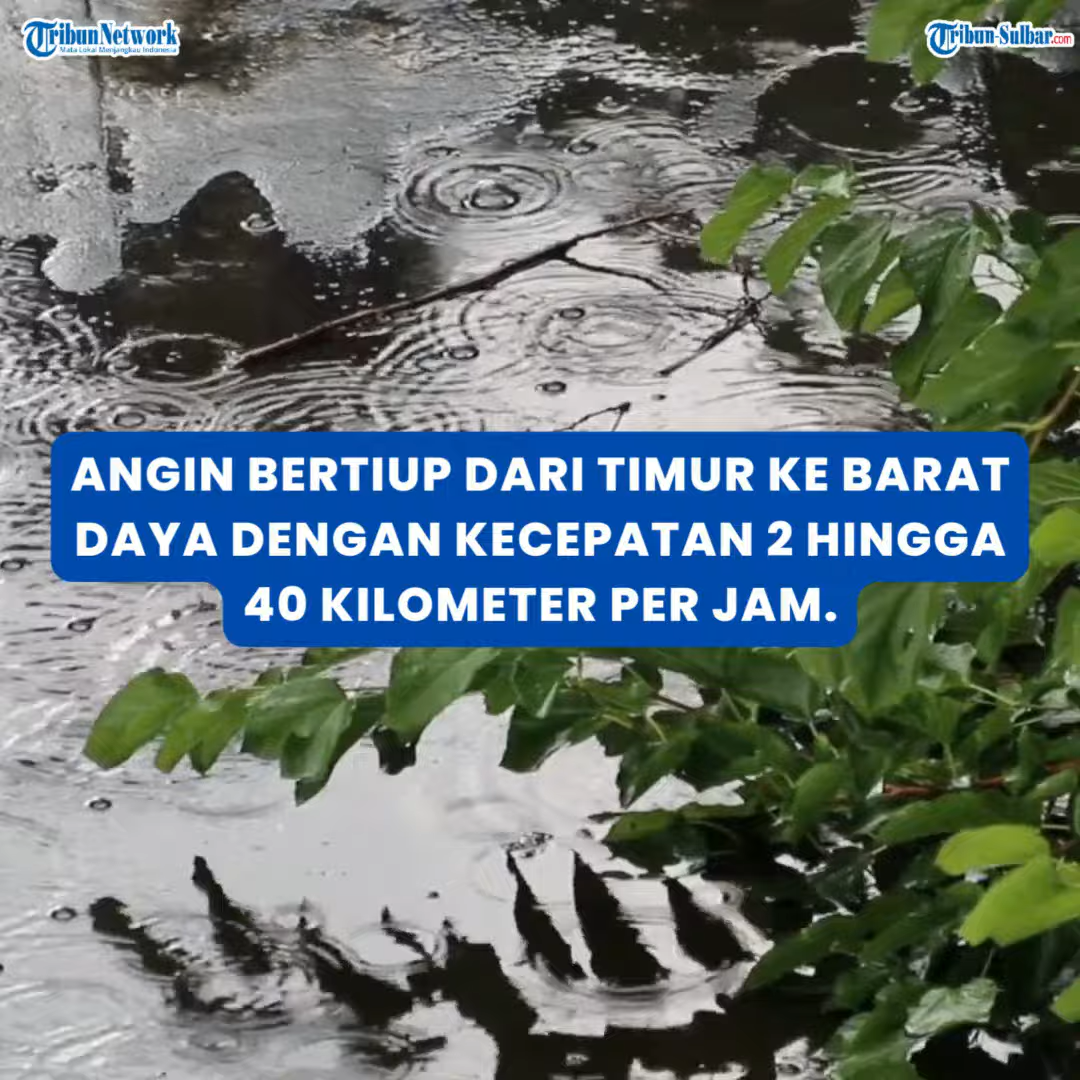 TribunNetwork
Mata Lokal Menjangkau Indonesia
Tribun-Sulbar.com
ANGIN BERTIUP DARI TIMUR KE BARAT
DAYA DENGAN KECEPATAN 2 HINGGA
40 KILOMETER PER JAM.